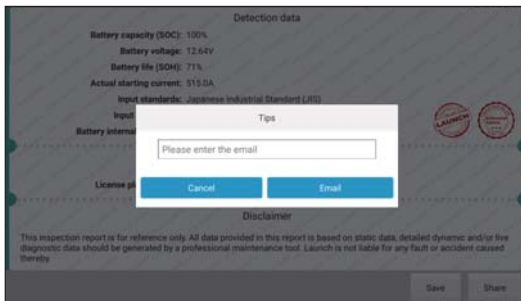 Detection data
Battery capacity (SOC): 100%
Battery voltage: 12.64V
Battery life (SOH): 71%
Actual starting current: 515.0A
Input standards: Japanese Industrial Standard (JIS)
Input
Tips
LAUNCH
Battery internal
Please enter the email
License pl
Cancel
Email
Disclaimer
This inspection report is for reference only. All data provided in this report is based on static data, detailed dynamic and/or live
diagnostic data should be generated by a professional maintenance tool. Launch is not liable for any fault or accident caused
thereby.
Save
Share